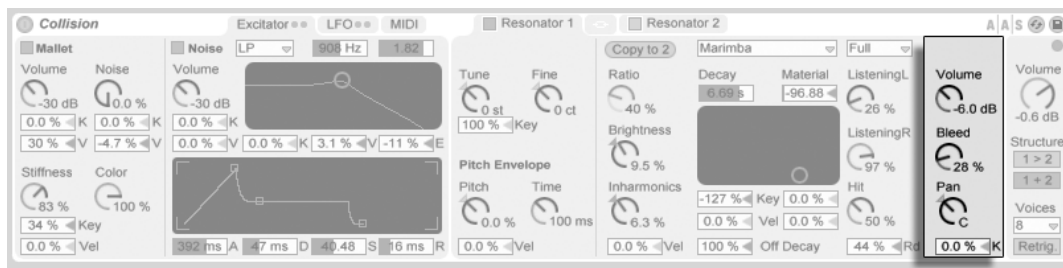 Collision
Excitator LFO MIDI
Resonator 1
Resonator 2
A A S
Mallet
Volume Noise
-30 dB 0.0 %
0.0 % K 0.0 % K
30 % V -4.7 % V
Stiffness Color
83 % 100 %
34 % Key
0.0 % Vel
Noise LP 908 Hz 1.82
Volume
-30 dB
0.0 % K
0.0 % V 0.0 % K 3.1 % V -11 % E
392 ms A 47 ms D 40.48 S 16 ms R
Tune Fine
0 st 0 ct
100 % Key
Pitch Envelope
Pitch Time
0.0 % 100 ms
0.0 % Vel
Copy to 2 Marimba Full
Ratio
40 %
Brightness
9.5 %
Inharmonics
6.3 %
0.0 % Vel
Decay Material
6.69 s -96.88
-127 % Key 0.0 %
0.0 % Vel 0.0 %
100 % Off Decay
ListeningL
26 %
ListeningR
97 %
Hit
50 %
44 % Rd
Volume
-6.0 dB
Bleed
28 %
Pan
C
0.0 % K
Volume
-0.6 dB
Structure
1 > 2
1 + 2
Voices
8
Retrig.